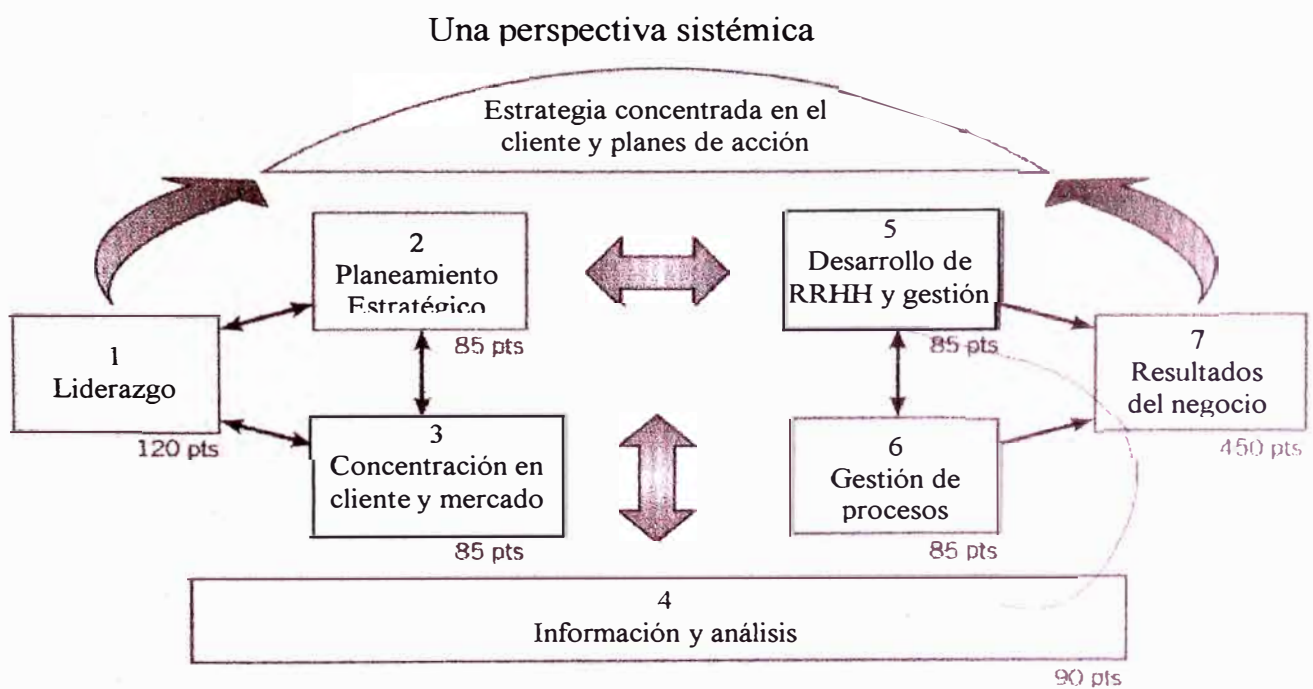 Una perspectiva sistémica
Estrategia concentrada en el
cliente y planes de acción
1
Liderazgo
120 pts
2
Planeamiento
Estratégico
85 pts
3
Concentración en
cliente y mercado
85 pts
5
Desarrollo de
RRHH y gestión
85 pts
6
Gestión de
procesos
85 pts
7
Resultados
del negocio
450 pts
4
Información y análisis
90 pts